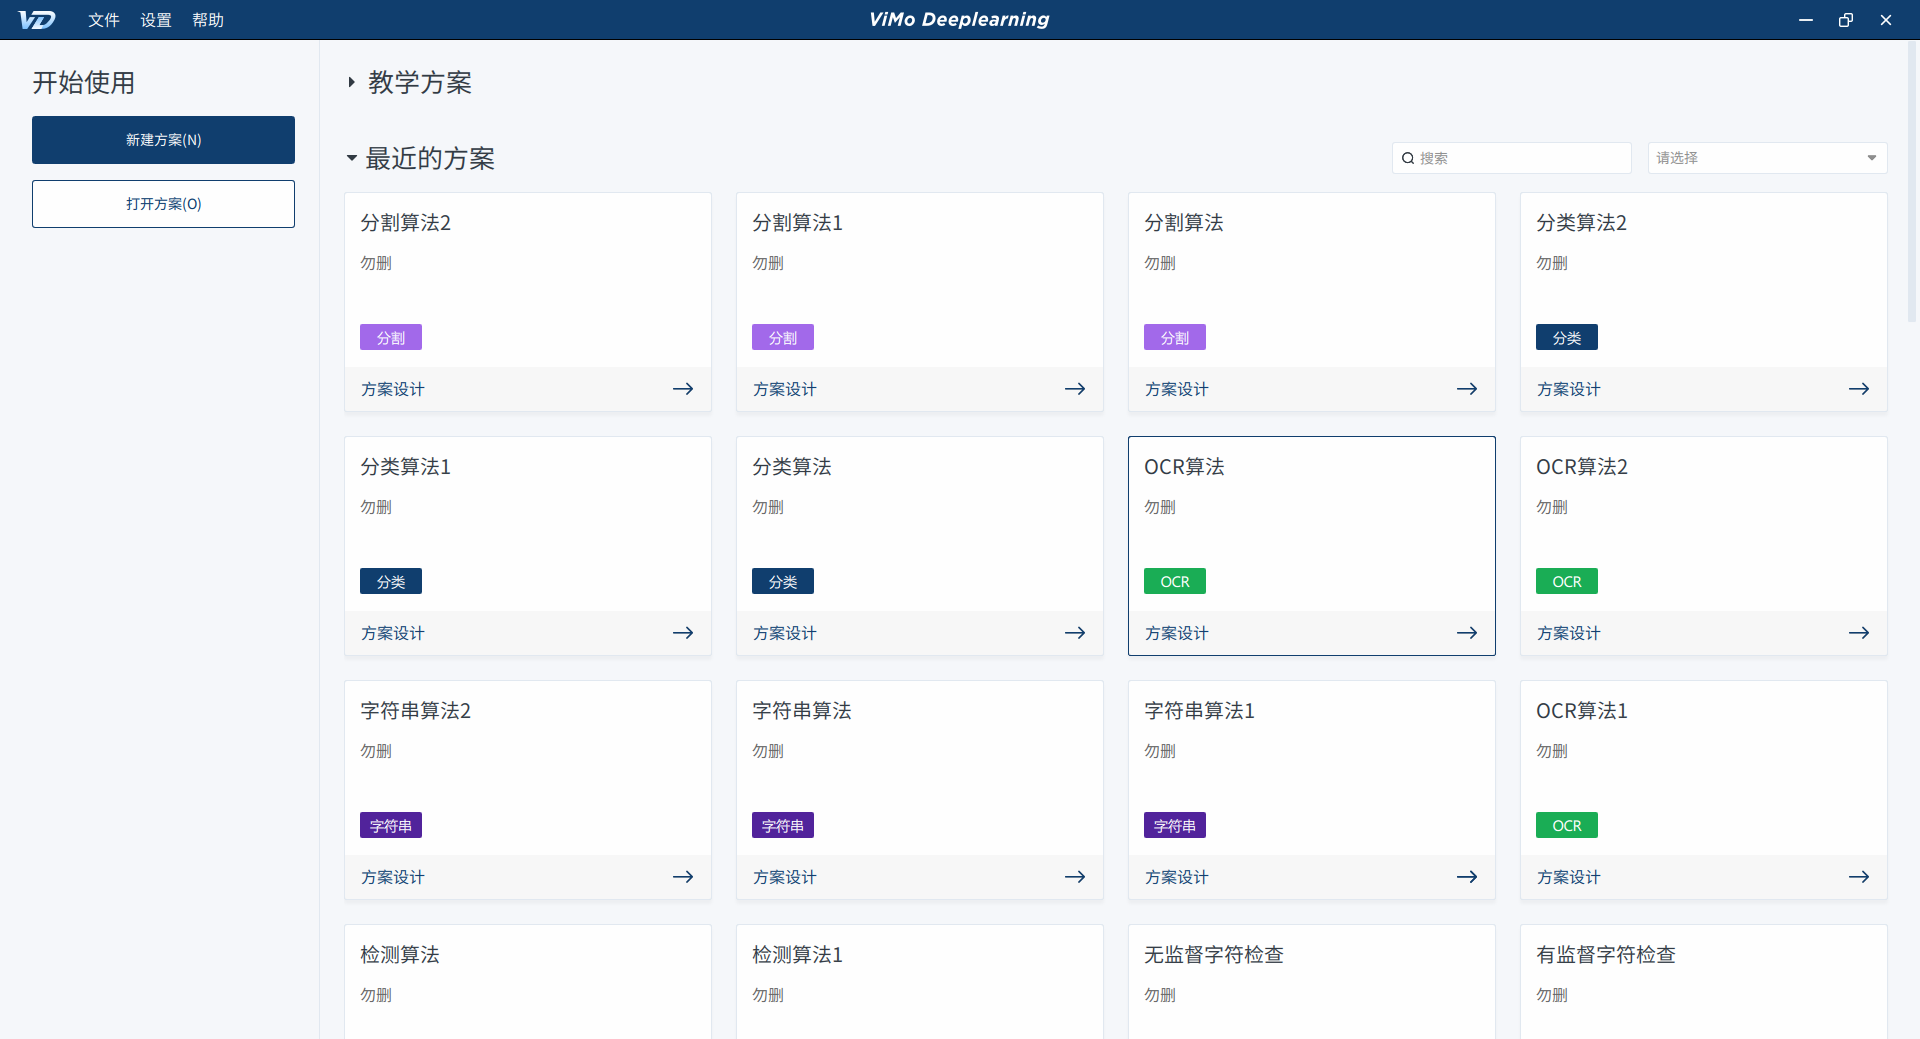 VD 文件 设置 帮助 ViMo Deeplearning
开始使用
新建方案(N)
打开方案(O)
教学方案
最近的方案
搜索
请选择
分割算法2
勿删
分割
方案设计
分割算法1
勿删
分割
方案设计
分割算法
勿删
分割
方案设计
分类算法2
勿删
分类
方案设计
分类算法1
勿删
分类
方案设计
分类算法
勿删
分类
方案设计
OCR算法
勿删
OCR
方案设计
OCR算法2
勿删
OCR
方案设计
字符串算法2
勿删
字符串
方案设计
字符串算法
勿删
字符串
方案设计
字符串算法1
勿删
字符串
方案设计
OCR算法1
勿删
OCR
方案设计
检测算法
勿删
检测算法1
勿删
无监督字符检查
勿删
有监督字符检查
勿删